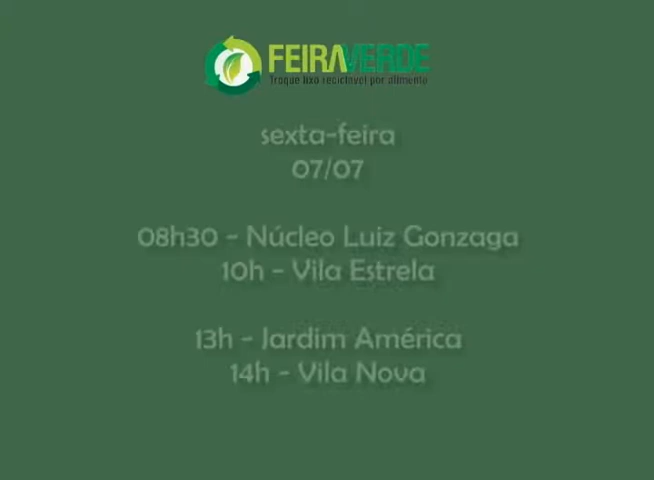 FEIRAVERDE
Troque lixo reciclável por alimento
sexta-feira
07/07
08h30 - Núcleo Luiz Gonzaga
10h - Vila Estrela
13h - Jardim América
14h - Vila Nova